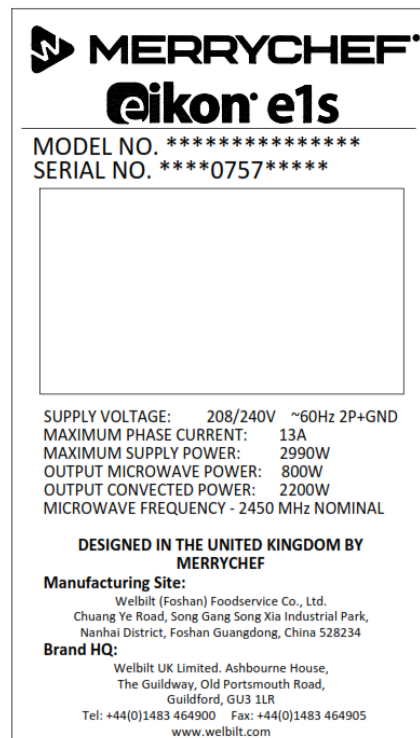 MERRYCHEF
eikon e1s
MODEL NO. ***************
SERIAL NO. ****0757*****
SUPPLY VOLTAGE: 208/240V ~60Hz 2P+GND
MAXIMUM PHASE CURRENT: 13A
MAXIMUM SUPPLY POWER: 2990W
OUTPUT MICROWAVE POWER: 800W
OUTPUT CONVECTED POWER: 2200W
MICROWAVE FREQUENCY - 2450 MHz NOMINAL
DESIGNED IN THE UNITED KINGDOM BY
MERRYCHEF
Manufacturing Site:
Welbilt (Foshan) Foodservice Co., Ltd.
Chuang Ye Road, Song Gang Song Xia Industrial Park,
Nanhai District, Foshan Guangdong, China 528234
Brand HQ:
Welbilt UK Limited. Ashbourne House,
The Guildway, Old Portsmouth Road,
Guildford, GU3 1LR
Tel: +44(0)1483 464900 Fax: +44(0)1483 464905
www.welbilt.com